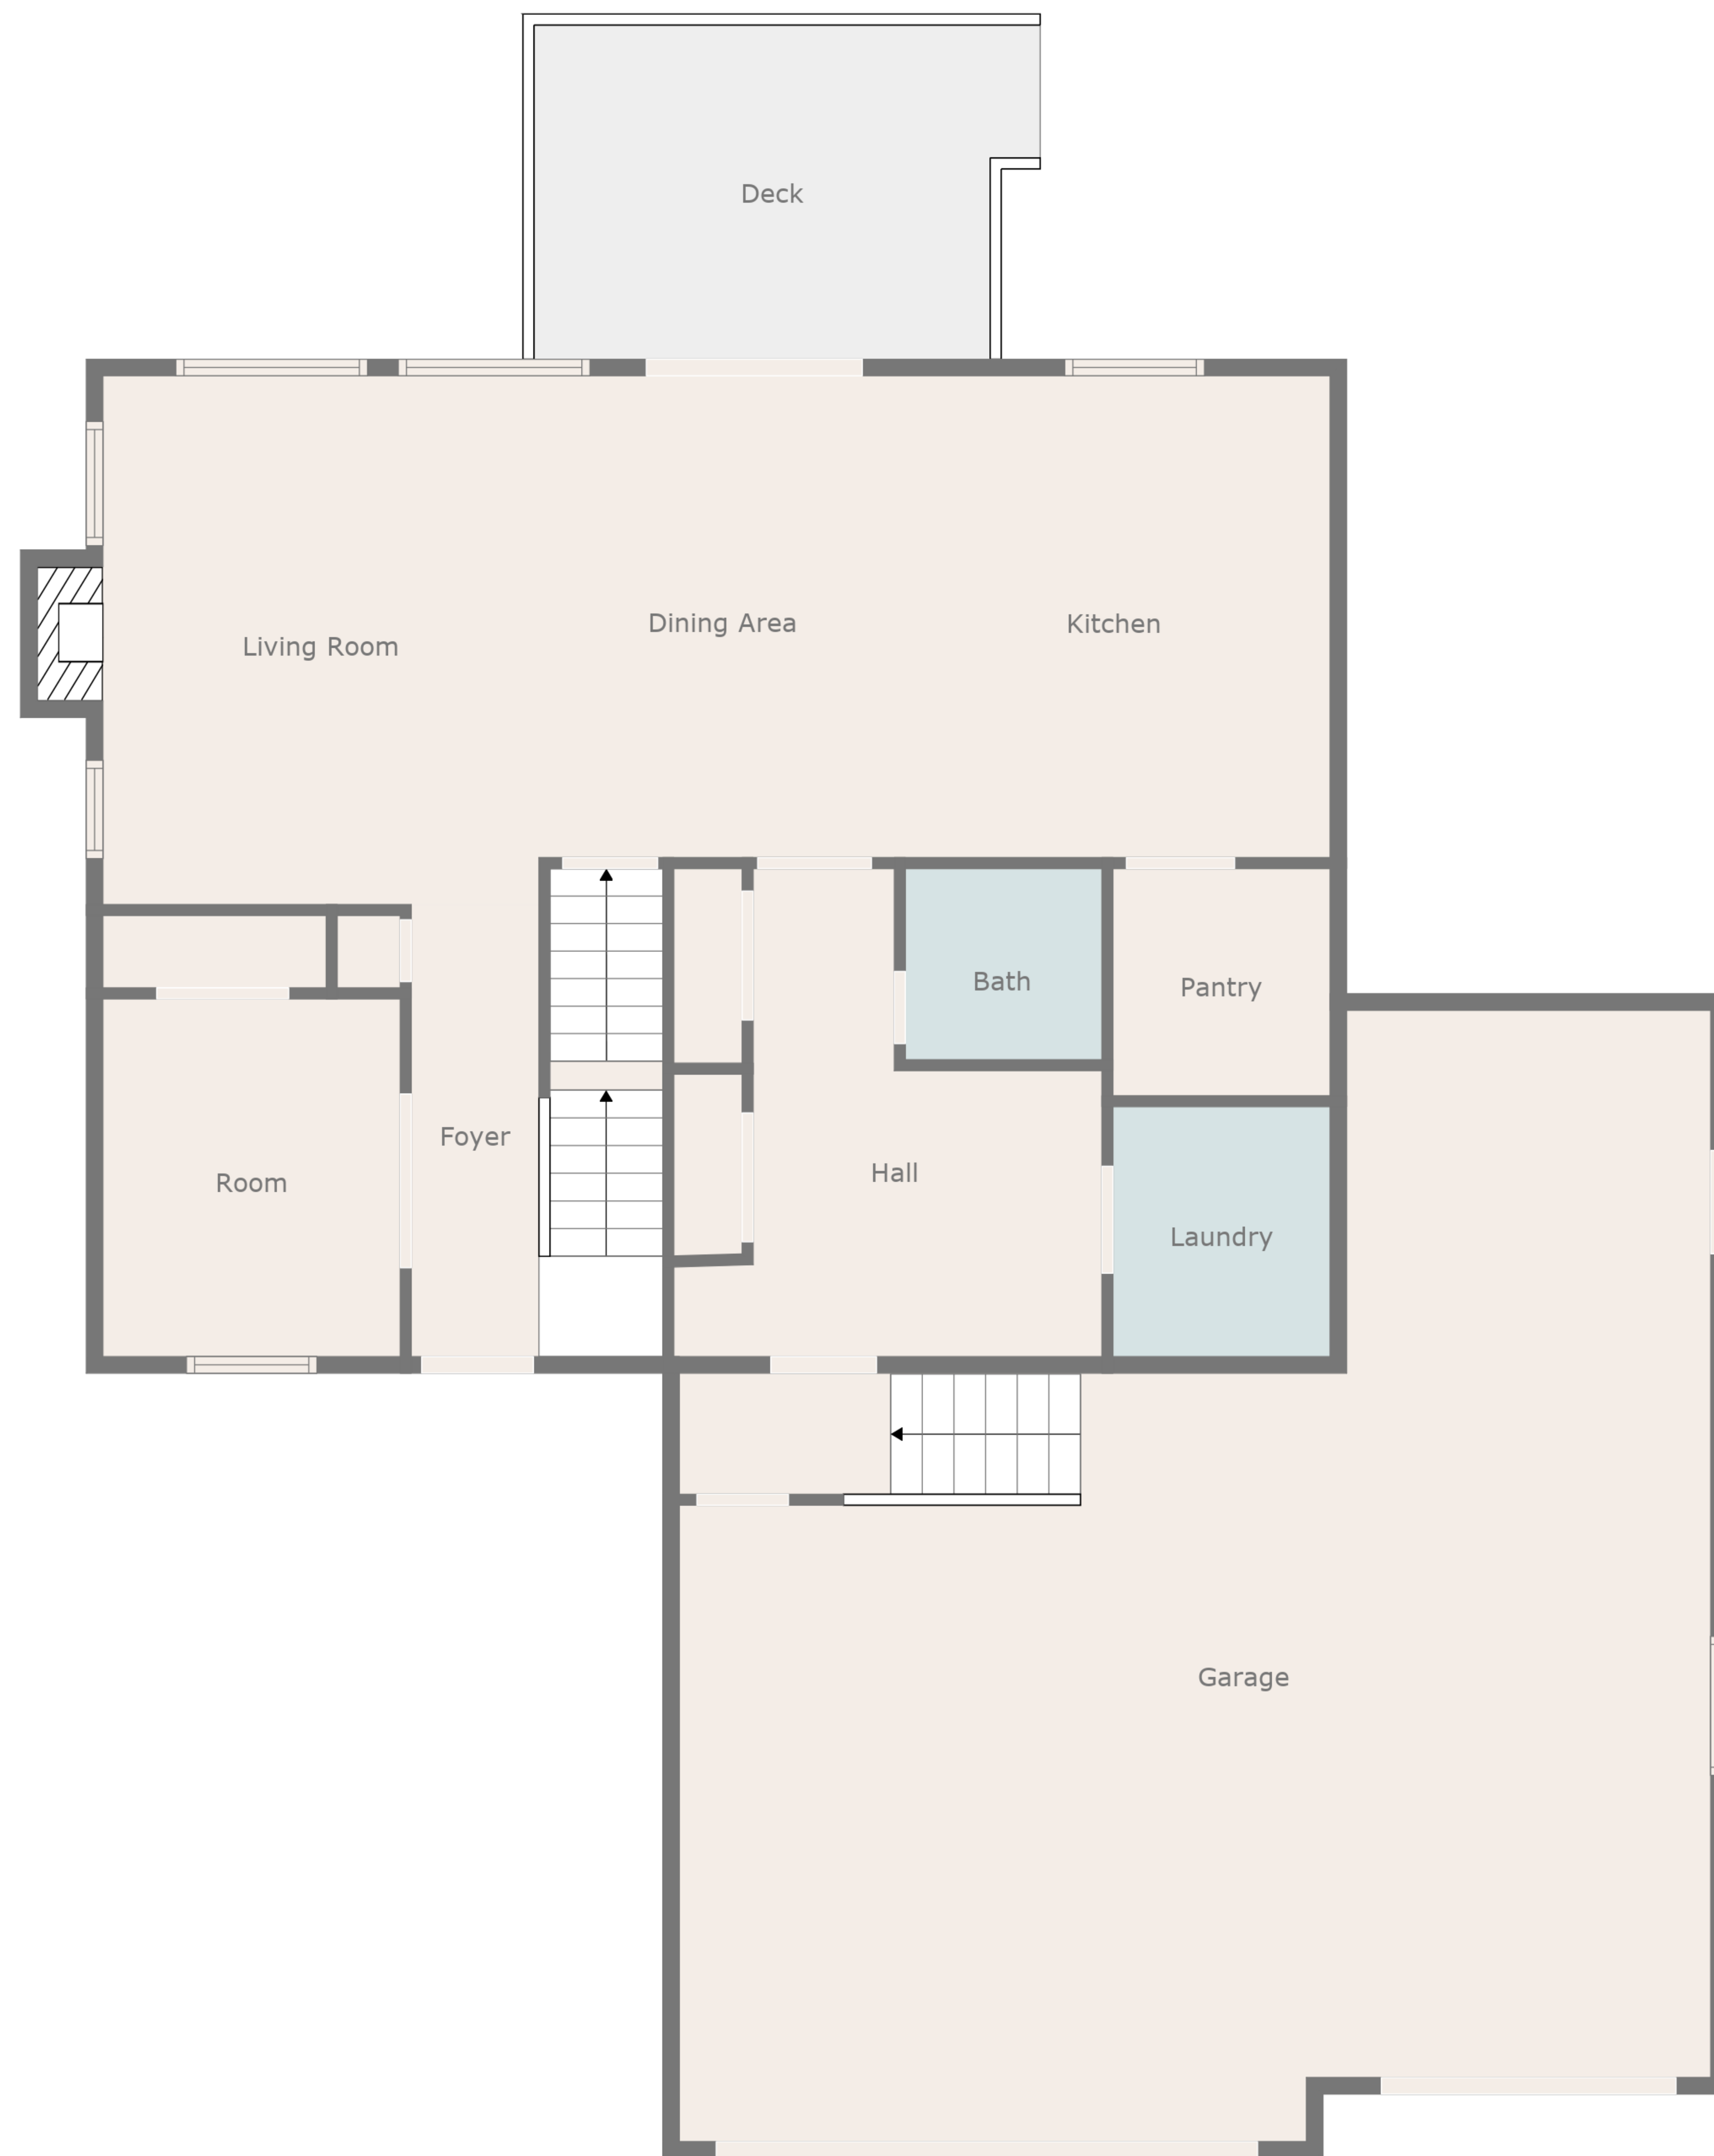 Deck
Dining Area
Kitchen
Living Room
Bath
Pantry
Foyer
Hall
Room
Laundry
Garage